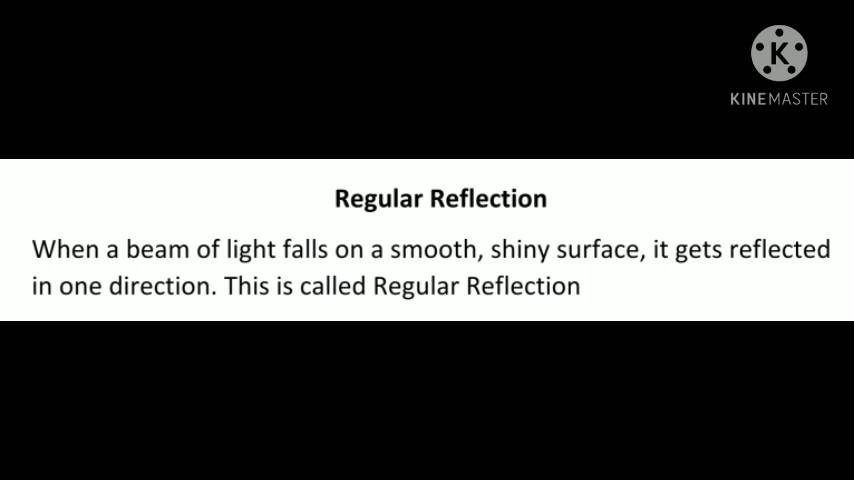 K
KINEMASTER
Regular Reflection
When a beam of light falls on a smooth, shiny surface, it gets reflected
in one direction. This is called Regular Reflection